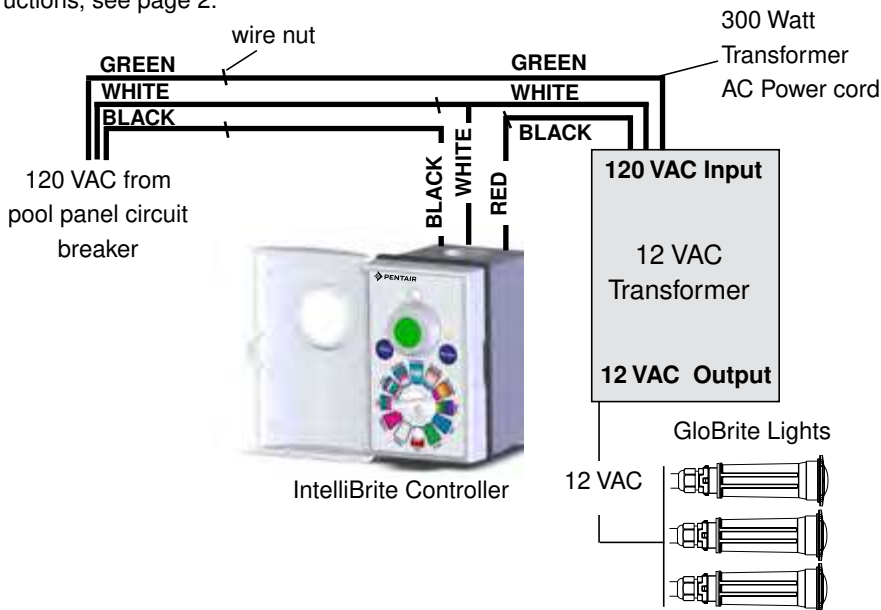 uctions, see page 2.
wire nut
300 Watt
Transformer
AC Power cord
GREEN
GREEN
WHITE
WHITE
BLACK
BLACK
BLACK
WHITE
RED
120 VAC from
pool panel circuit
breaker
120 VAC Input
12 VAC
Transformer
12 VAC Output
PENTAIR
IntelliBrite Controller
GloBrite Lights
12 VAC